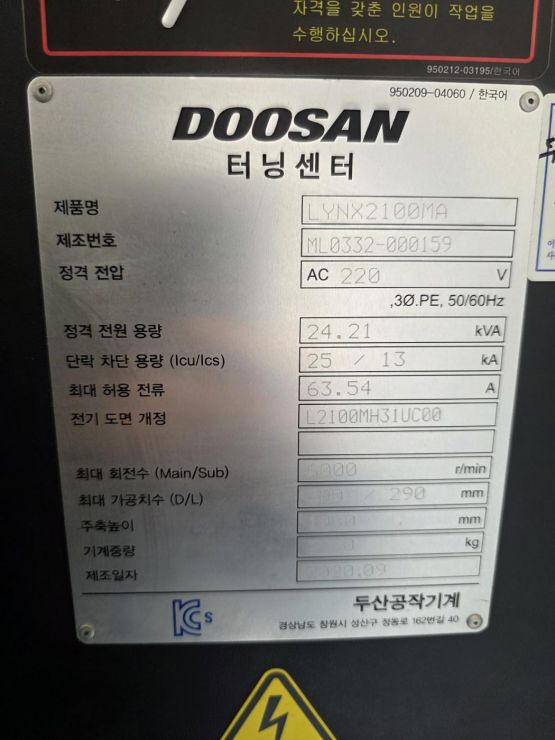 자격을 갖춘 인원이 작업을
수행하십시오.
950212-03195/한국어
950209-04060 / 한국어
DOOSAN
터닝센터
제품명 LYNX2100MA
제조번호 ML0332-000159
정격 전압 AC 220 V
,3Ø.PE, 50/60Hz
정격 전원 용량 24.21 kVA
단락 차단 용량 (Icu/Ics) 25 / 13 kA
최대 허용 전류 63.54 A
전기 도면 개정 L2100MH31UC00
최대 회전수 (Main/Sub) r/min
최대 가공치수 (D/L) / 290 mm
주축높이 mm
기계중량 kg
제조일자
KC s
두산공작기계
경상남도 창원시 성산구 정동로 162번길 40